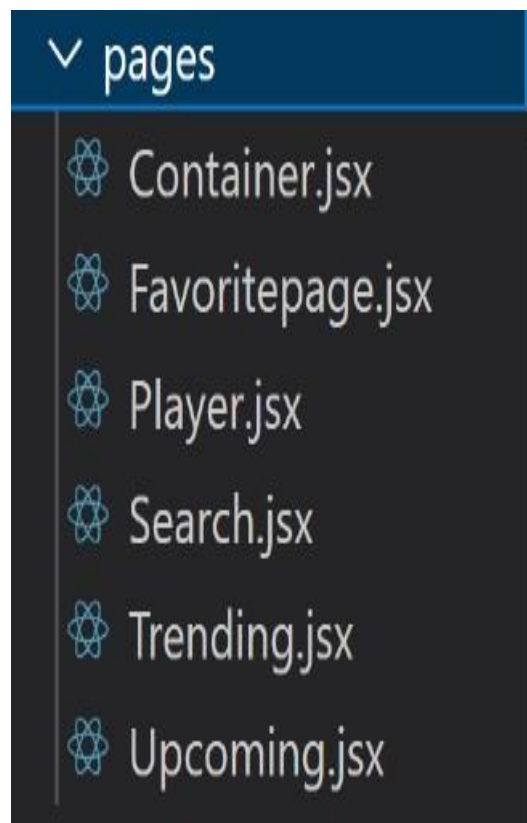 pages
Container.jsx
Favoritepage.jsx
Player.jsx
Search.jsx
Trending.jsx
Upcoming.jsx